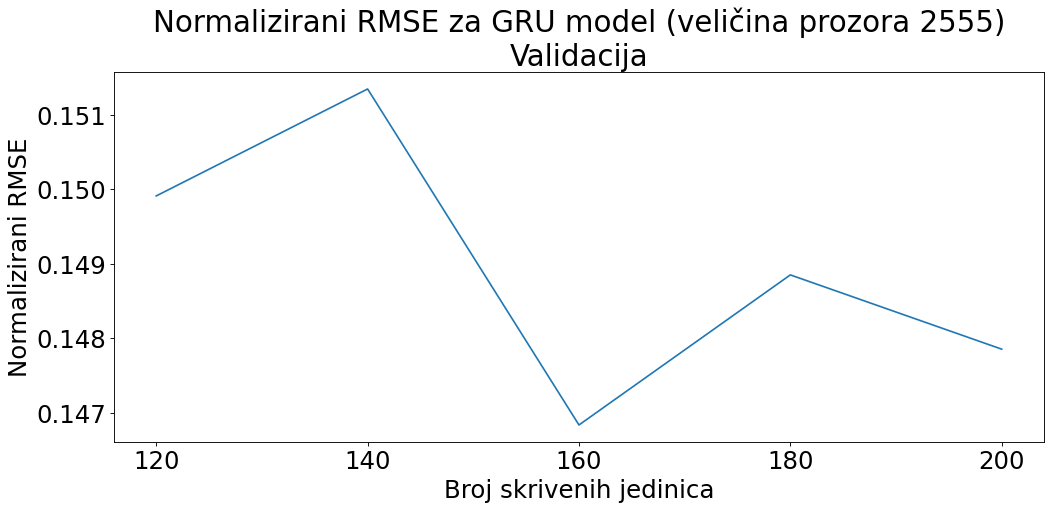 Normalizirani RMSE za GRU model (veličina prozora 2555)
Validacija
Normalizirani RMSE
0.151
0.150
0.149
0.148
0.147
120 140 160 180 200
Broj skrivenih jedinica